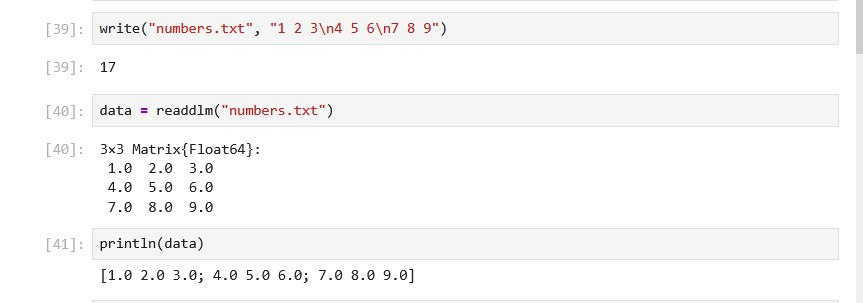 [39]: write("numbers.txt", "1 2 3\n4 5 6\n7 8 9")
[39]: 17
[40]: data = readdlm("numbers.txt")
[40]: 3×3 Matrix{Float64}:
1.0 2.0 3.0
4.0 5.0 6.0
7.0 8.0 9.0
[41]: println(data)
[1.0 2.0 3.0; 4.0 5.0 6.0; 7.0 8.0 9.0]